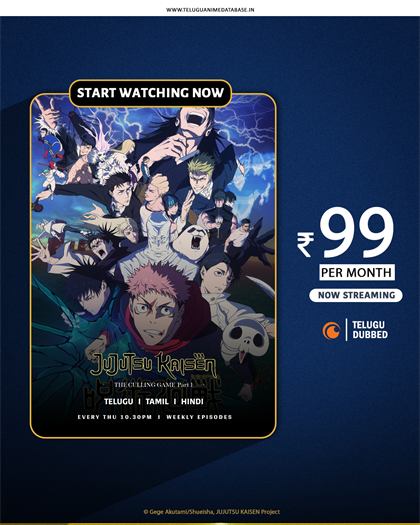 WWW.TELUGUANIMEDATABASE.IN
START WATCHING NOW
JUJUTSU KAISEN
THE CULLING GAME Part 1
TELUGU I TAMIL I HINDI
EVERY THU 10.30PM I WEEKLY EPISODES
₹99
PER MONTH
NOW STREAMING
TELUGU
DUBBED
© Gege Akutami/Shueisha, JUJUTSU KAISEN Project